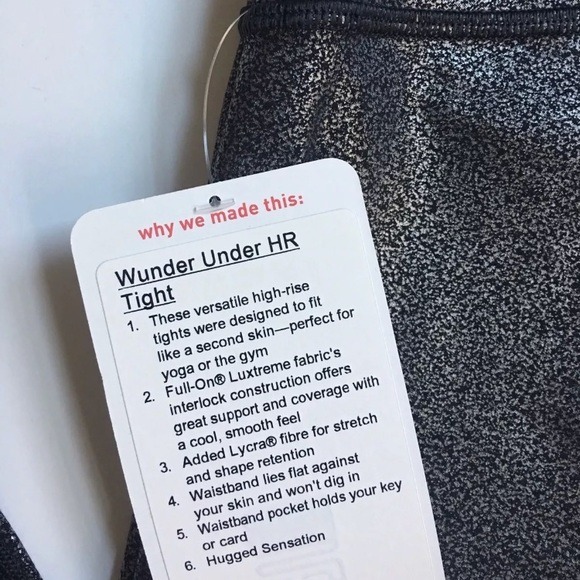 why we made this:
Wunder Under HR
Tight
1. These versatile high-rise
tights were designed to fit
like a second skin—perfect for
yoga or the gym
2. Full-On® Luxtreme fabric's
interlock construction offers
great support and coverage with
a cool, smooth feel
3. Added Lycra® fibre for stretch
and shape retention
4. Waistband lies flat against
your skin and won't dig in
5. Waistband pocket holds your key
or card
6. Hugged Sensation